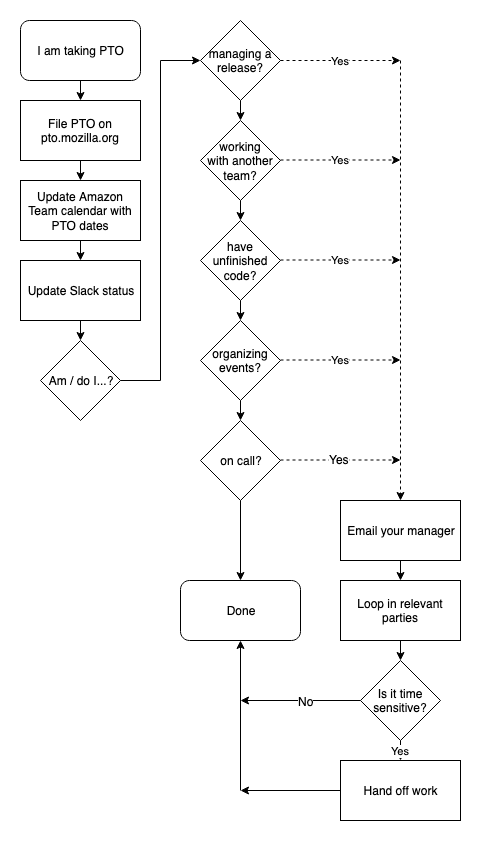 I am taking PTO
File PTO on
pto.mozilla.org
Update Amazon
Team calendar with
PTO dates
Update Slack status
Am / do I...?
managing a
release?
Yes
working
with another
team?
Yes
have
unfinished
code?
Yes
organizing
events?
Yes
on call?
Yes
Email your manager
Loop in relevant
parties
Is it time
sensitive?
No
Yes
Hand off work
Done